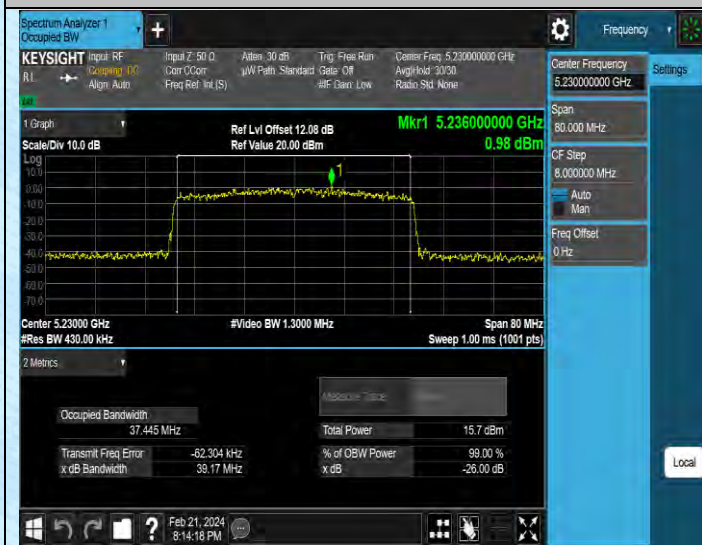 Spectrum Analyzer 1
Occupied BW
Frequency
KEYSIGHT Input: RF Input Z: 50 Ω Atten: 30 dB Trig: Free Run Center Freq: 5.230000000 GHz
RL Coupling: DC Corr CCorr µW Path: Standard Gate: Off Avg|Hold: 30/30
Align: Auto Freq Ref: Int (S) #IF Gain: Low Radio Std: None
Center Frequency
5.230000000 GHz
Settings
Span
80.000 MHz
CF Step
8.000000 MHz
Auto
Man
Freq Offset
0 Hz
1 Graph
Ref Lvl Offset 12.08 dB
Mkr1 5.236000000 GHz
Scale/Div 10.0 dB
Ref Value 20.00 dBm
0.98 dBm
Log
10.0
0.00
-10.0
-20.0
-30.0
-40.0
-50.0
-60.0
-70.0
1
Center 5.23000 GHz
#Video BW 1.3000 MHz
Span 80 MHz
#Res BW 430.00 kHz
Sweep 1.00 ms (1001 pts)
2 Metrics
Measure Trace
Occupied Bandwidth
37.445 MHz
Total Power 15.7 dBm
Transmit Freq Error -62.304 kHz
% of OBW Power 99.00 %
x dB Bandwidth 39.17 MHz
x dB -26.00 dB
Local
Feb 21, 2024
8:14:18 PM